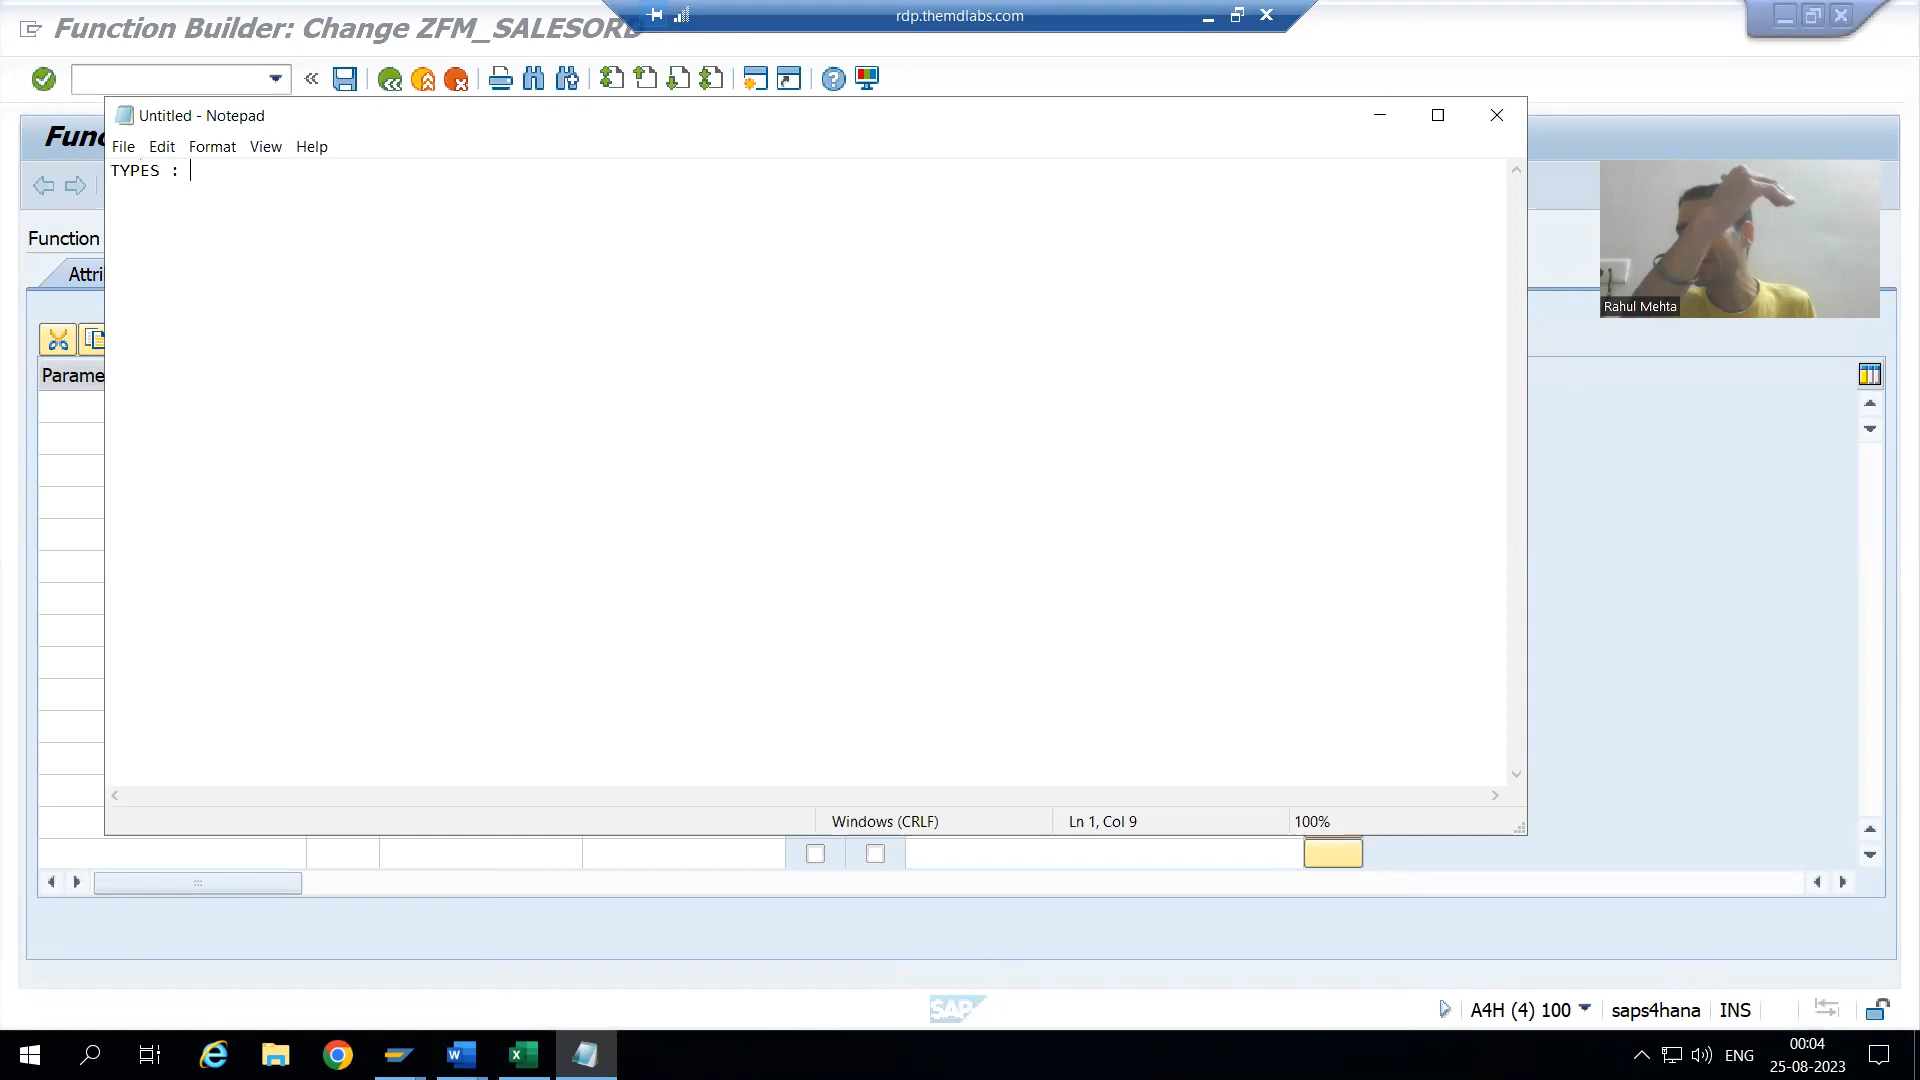 Function Builder: Change ZFM_SALESORD
rdp.themdlabs.com
Func
Untitled - Notepad
File Edit Format View Help
TYPES :
Function
Attri
Rahul Mehta
Parame
Windows (CRLF)
Ln 1, Col 9
100%
SAP
A4H (4) 100
saps4hana
INS
ENG
00:04
25-08-2023